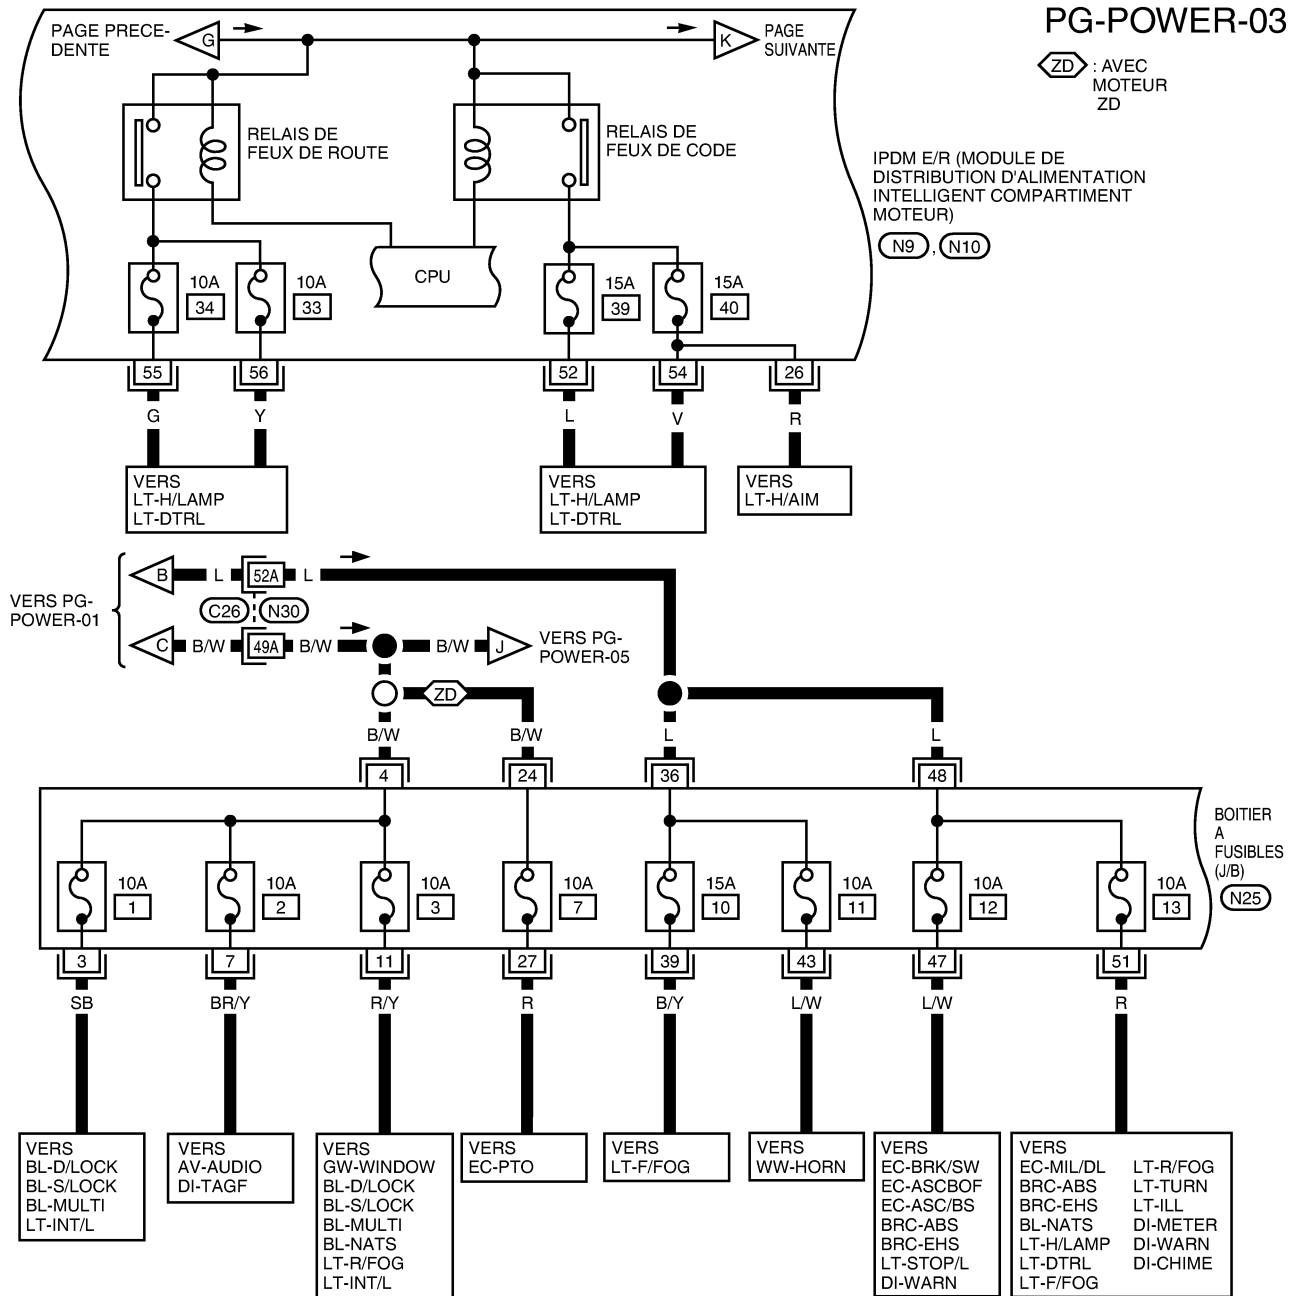 PG-POWER-03
PAGE PRECE-
DENTE
G
K
PAGE
SUIVANTE
ZD : AVEC
MOTEUR
ZD
RELAIS DE
FEUX DE ROUTE
RELAIS DE
FEUX DE CODE
IPDM E/R (MODULE DE
DISTRIBUTION D'ALIMENTATION
INTELLIGENT COMPARTIMENT
MOTEUR)
N9 , N10
CPU
10A
34
10A
33
15A
39
15A
40
55
56
52
54
26
G
Y
L
V
R
VERS
LT-H/LAMP
LT-DTRL
VERS
LT-H/LAMP
LT-DTRL
VERS
LT-H/AIM
VERS PG-
POWER-01
B
L
52A
L
C26
N30
C
B/W
49A
B/W
B/W
J
VERS PG-
POWER-05
ZD
B/W
B/W
L
L
4
24
36
48
BOITIER
A
FUSIBLES
(J/B)
N25
10A
1
10A
2
10A
3
10A
7
15A
10
10A
11
10A
12
10A
13
3
7
11
27
39
43
47
51
SB
BR/Y
R/Y
R
B/Y
L/W
L/W
R
VERS
BL-D/LOCK
BL-S/LOCK
BL-MULTI
LT-INT/L
VERS
AV-AUDIO
DI-TAGF
VERS
GW-WINDOW
BL-D/LOCK
BL-S/LOCK
BL-MULTI
BL-NATS
LT-R/FOG
LT-INT/L
VERS
EC-PTO
VERS
LT-F/FOG
VERS
WW-HORN
VERS
EC-BRK/SW
EC-ASCBOF
EC-ASC/BS
BRC-ABS
BRC-EHS
LT-STOP/L
DI-WARN
VERS
EC-MIL/DL
BRC-ABS
BRC-EHS
BL-NATS
LT-H/LAMP
LT-DTRL
LT-F/FOG
LT-R/FOG
LT-TURN
LT-ILL
DI-METER
DI-WARN
DI-CHIME